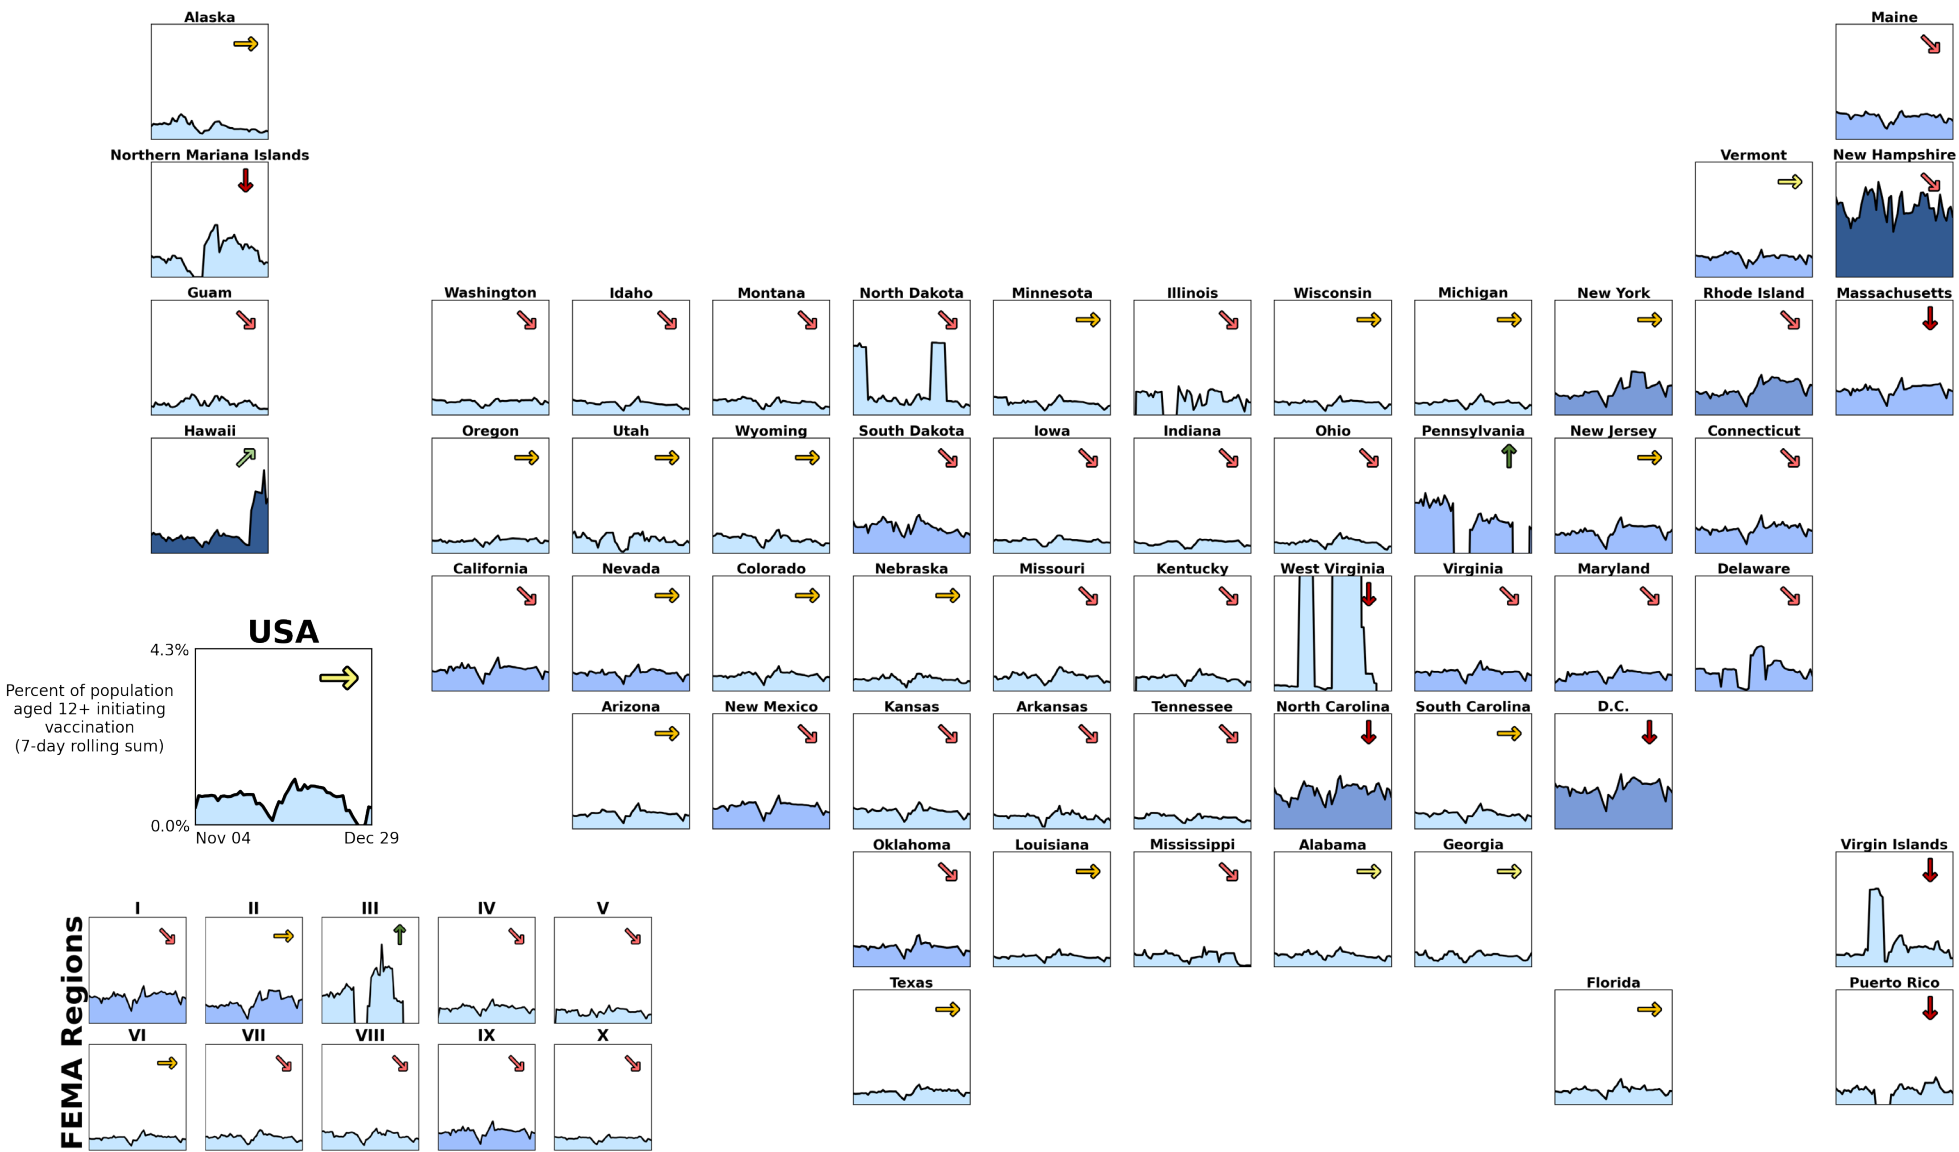 Alaska
Maine
Northern Mariana Islands
Vermont
New Hampshire
Guam
Washington
Idaho
Montana
North Dakota
Minnesota
Illinois
Wisconsin
Michigan
New York
Rhode Island
Massachusetts
Hawaii
Oregon
Utah
Wyoming
South Dakota
Iowa
Indiana
Ohio
Pennsylvania
New Jersey
Connecticut
California
Nevada
Colorado
Nebraska
Missouri
Kentucky
West Virginia
Virginia
Maryland
Delaware
USA
4.3%
Percent of population
aged 12+ initiating
vaccination
(7-day rolling sum)
0.0%
Nov 04
Dec 29
Arizona
New Mexico
Kansas
Arkansas
Tennessee
North Carolina
South Carolina
D.C.
Oklahoma
Louisiana
Mississippi
Alabama
Georgia
Virgin Islands
FEMA Regions
I
II
III
IV
V
VI
VII
VIII
IX
X
Texas
Florida
Puerto Rico